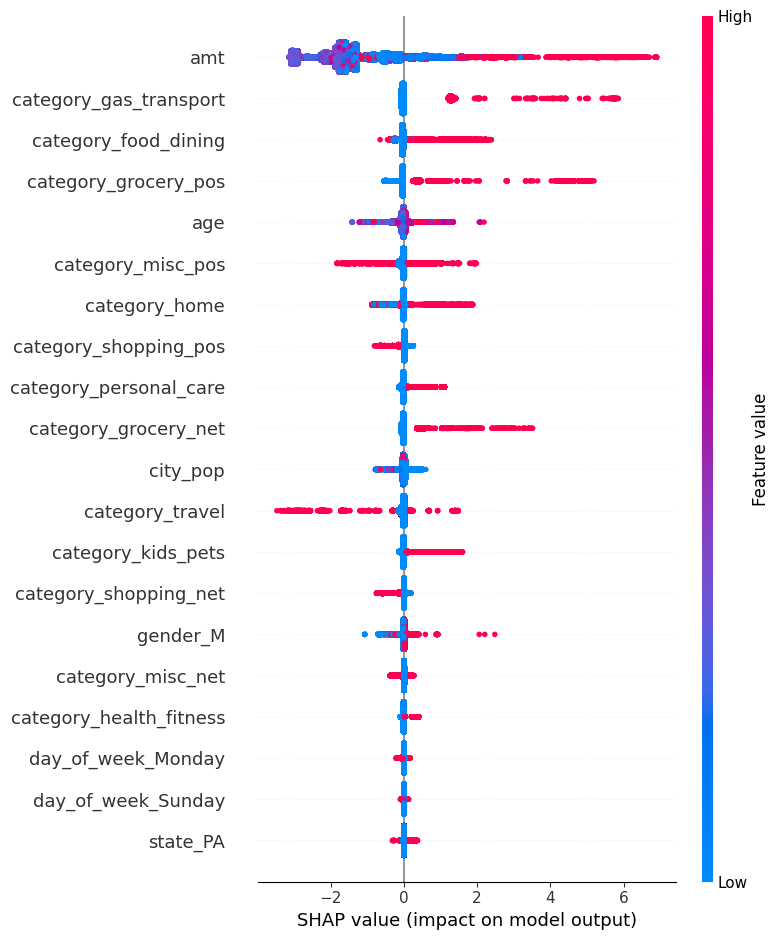 High
amt
category_gas_transport
category_food_dining
category_grocery_pos
age
category_misc_pos
category_home
category_shopping_pos
category_personal_care
category_grocery_net
city_pop
category_travel
category_kids_pets
category_shopping_net
gender_M
category_misc_net
category_health_fitness
day_of_week_Monday
day_of_week_Sunday
state_PA
Feature value
Low
−2 0 2 4 6
SHAP value (impact on model output)